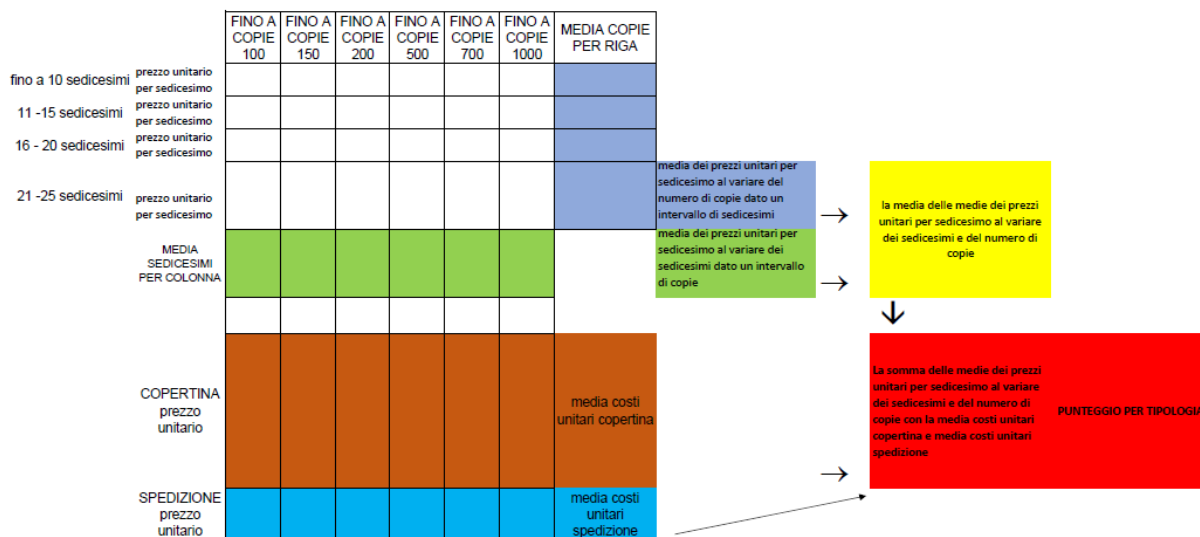 FINO A COPIE 100
FINO A COPIE 150
FINO A COPIE 200
FINO A COPIE 500
FINO A COPIE 700
FINO A COPIE 1000
MEDIA COPIE PER RIGA
fino a 10 sedicesimi
prezzo unitario
per sedicesimo
11 -15 sedicesimi
prezzo unitario
per sedicesimo
16 - 20 sedicesimi
prezzo unitario
per sedicesimo
21 -25 sedicesimi
prezzo unitario
per sedicesimo
media dei prezzi unitari per
sedicesimo al variare del
numero di copie dato un
intervallo di sedicesimi
→
la media delle medie dei prezzi
unitari per sedicesimo al variare
dei sedicesimi e del numero di
copie
MEDIA
SEDICESIMI
PER COLONNA
media dei prezzi unitari per
sedicesimo al variare dei
sedicesimi dato un intervallo
di copie
→
↓
COPERTINA
prezzo
unitario
media costi
unitari copertina
→
La somma delle medie dei prezzi
unitari per sedicesimo al variare
dei sedicesimi e del numero di
copie con la media costi unitari
copertina e media costi unitari
spedizione
PUNTEGGIO PER TIPOLOGIA
SPEDIZIONE
prezzo
unitario
media costi
unitari
spedizione